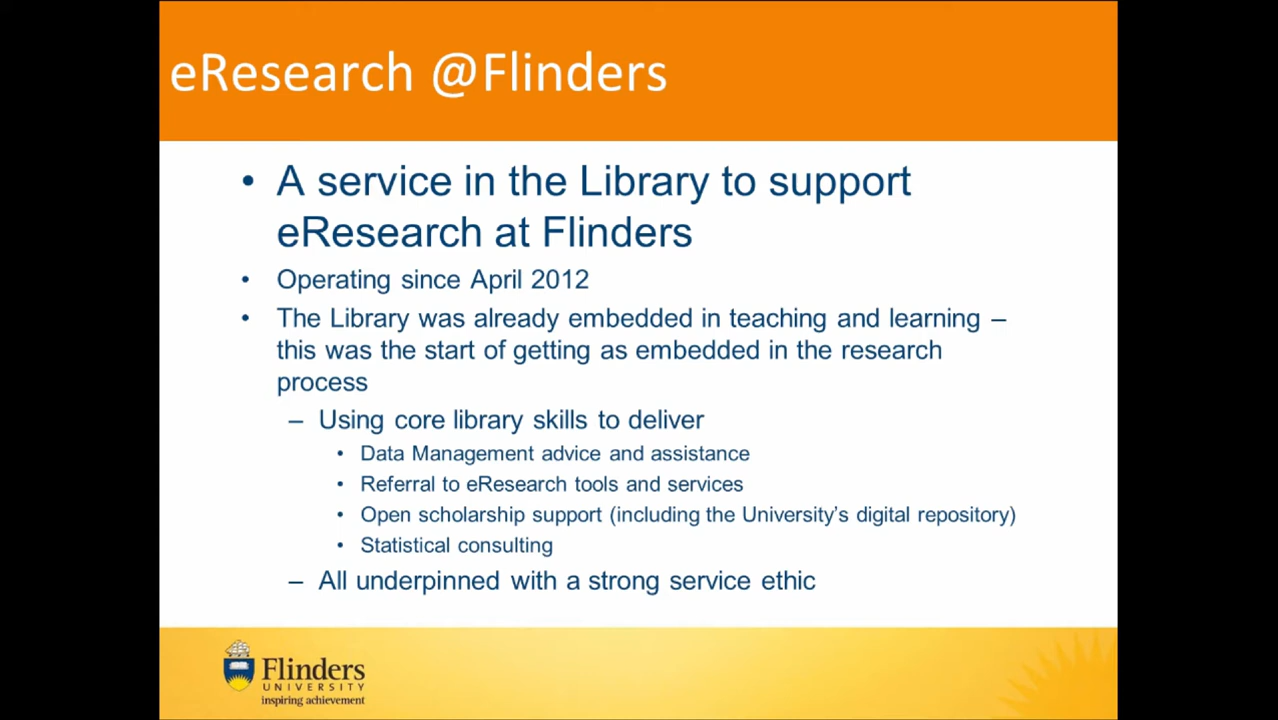 eResearch @Flinders
• A service in the Library to support
eResearch at Flinders
• Operating since April 2012
• The Library was already embedded in teaching and learning –
this was the start of getting as embedded in the research
process
– Using core library skills to deliver
• Data Management advice and assistance
• Referral to eResearch tools and services
• Open scholarship support (including the University's digital repository)
• Statistical consulting
– All underpinned with a strong service ethic
Flinders
UNIVERSITY
inspiring achievement